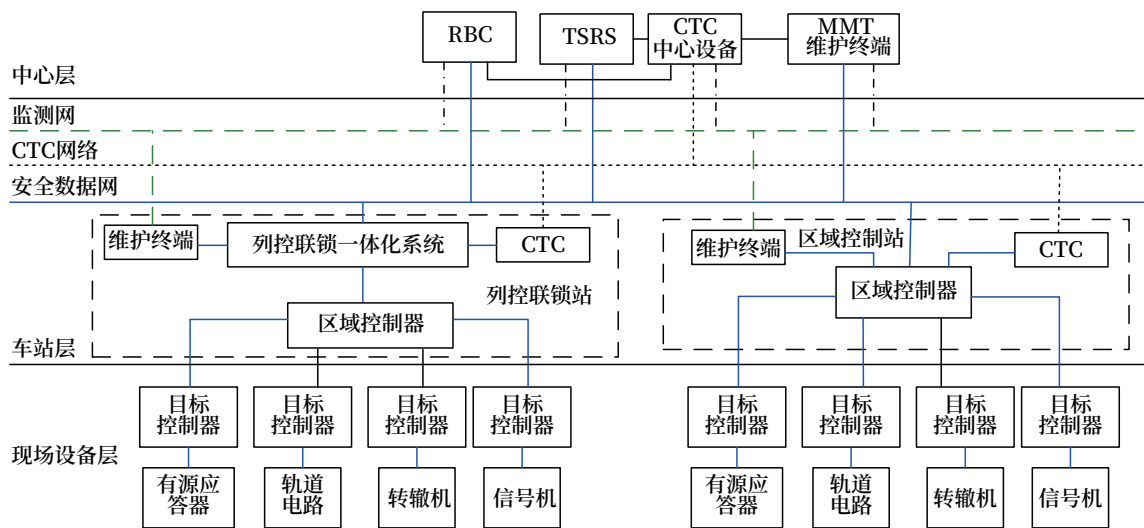 RBC
TSRS
CTC
中心设备
MMT
维护终端
中心层
监测网
CTC网络
安全数据网
维护终端
列控联锁一体化系统
CTC
列控联锁站
区域控制器
维护终端
区域控制站
CTC
区域控制器
车站层
目标
控制器
目标
控制器
目标
控制器
目标
控制器
目标
控制器
目标
控制器
目标
控制器
目标
控制器
现场设备层
有源应
答器
轨道
电路
转辙机
信号机
有源应
答器
轨道
电路
转辙机
信号机